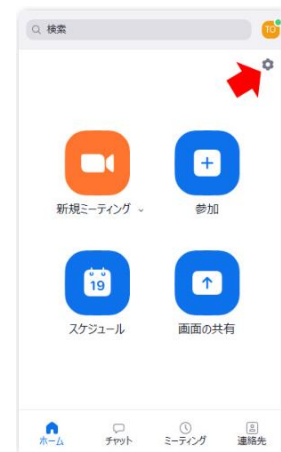 検索
TO
新規ミーティング
参加
19
スケジュール
画面の共有
ホーム
チャット
ミーティング
連絡先